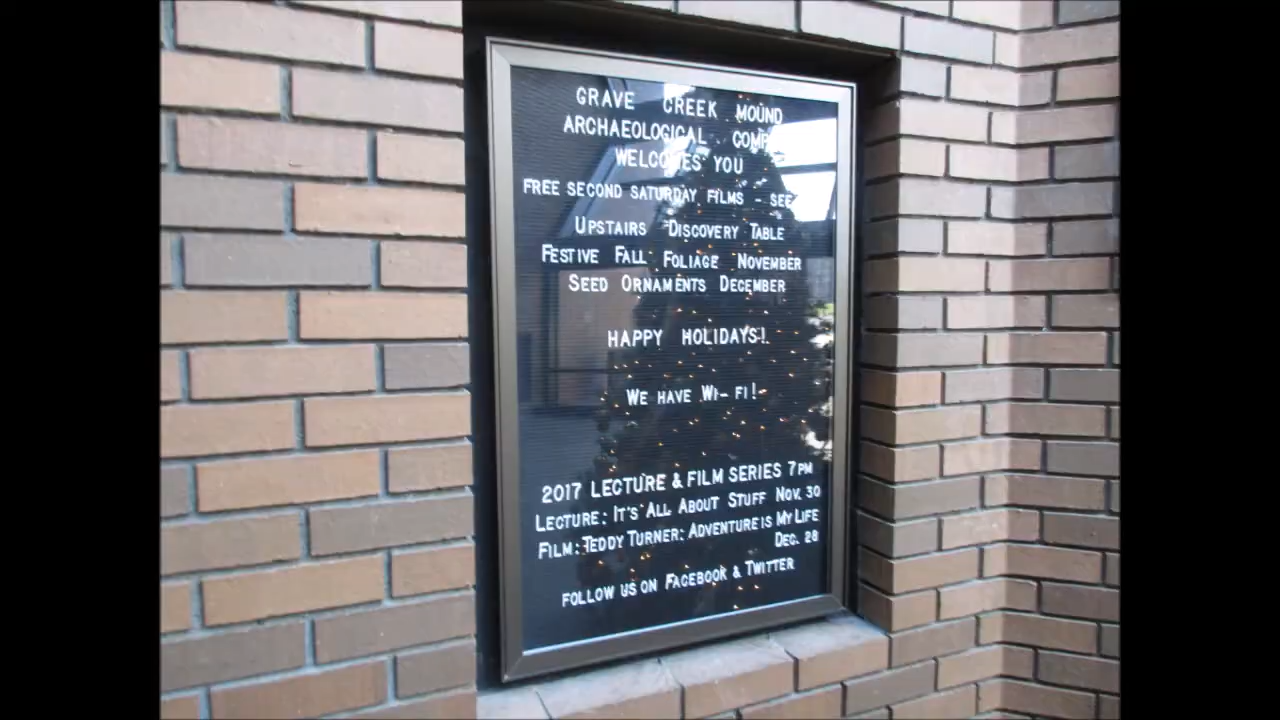 GRAVE CREEK MOUND
ARCHAEOLOGICAL
WELCOMES YOU
FREE SECOND SATURDAY FILMS - SEE
UPSTAIRS DISCOVERY TABLE
FESTIVE FALL FOLIAGE NOVEMBER
SEED ORNAMENTS DECEMBER
HAPPY HOLIDAYS!
WE HAVE WI-FI!
2017 LECTURE & FILM SERIES 7PM
LECTURE: IT'S ALL ABOUT STUFF NOV. 30
FILM: TEDDY TURNER: ADVENTURE IS MY LIFE
DEC. 28
FOLLOW US ON FACEBOOK & TWITTER